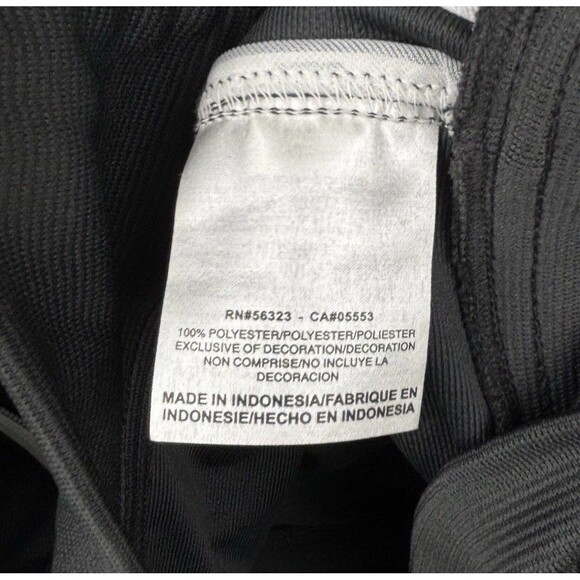 RN#56323 - CA#05553
100% POLYESTER/POLYESTER/POLIESTER
EXCLUSIVE OF DECORATION/DECORATION
NON COMPRISE/NO INCLUYE LA
DECORACION
MADE IN INDONESIA/FABRIQUE EN
INDONESIE/HECHO EN INDONESIA